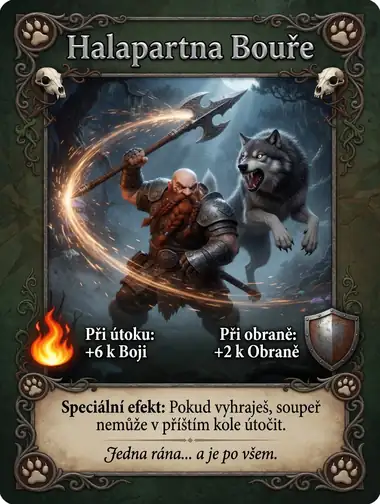 Halapartna Bouře
Při útoku:
+6 k Boji
Při obraně:
+2 k Obraně
Speciální efekt: Pokud vyhraješ, soupeř
nemůže v příštím kole útočit.
Jedna rána... a je po všem.